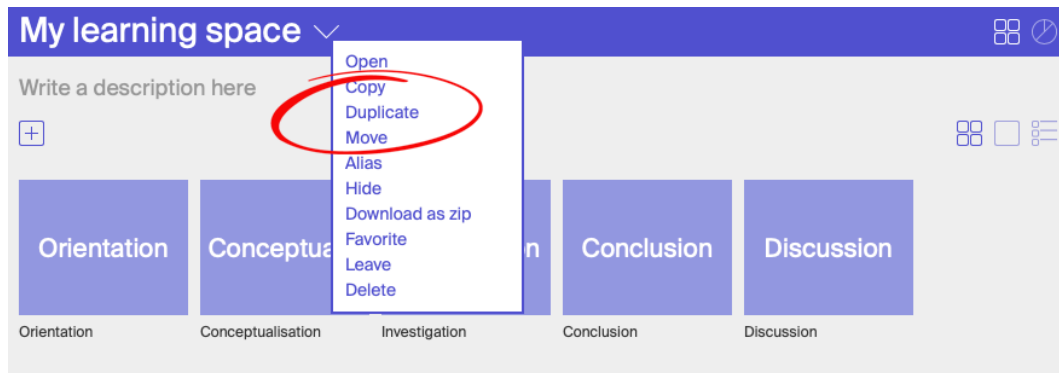 My learning space
Open
Copy
Duplicate
Move
Alias
Hide
Download as zip
Favorite
Leave
Delete
Write a description here
Orientation
Conceptua
n
Conclusion
Discussion
Orientation
Conceptualisation
Investigation
Conclusion
Discussion